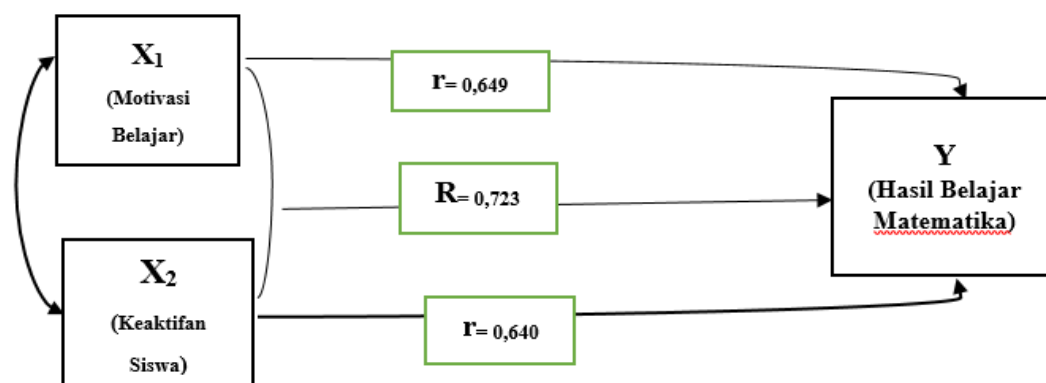 X₁
(Motivasi
Belajar)
r= 0,649
R= 0,723
Y
(Hasil Belajar
Matematika)
X₂
(Keaktifan
Siswa)
r= 0,640